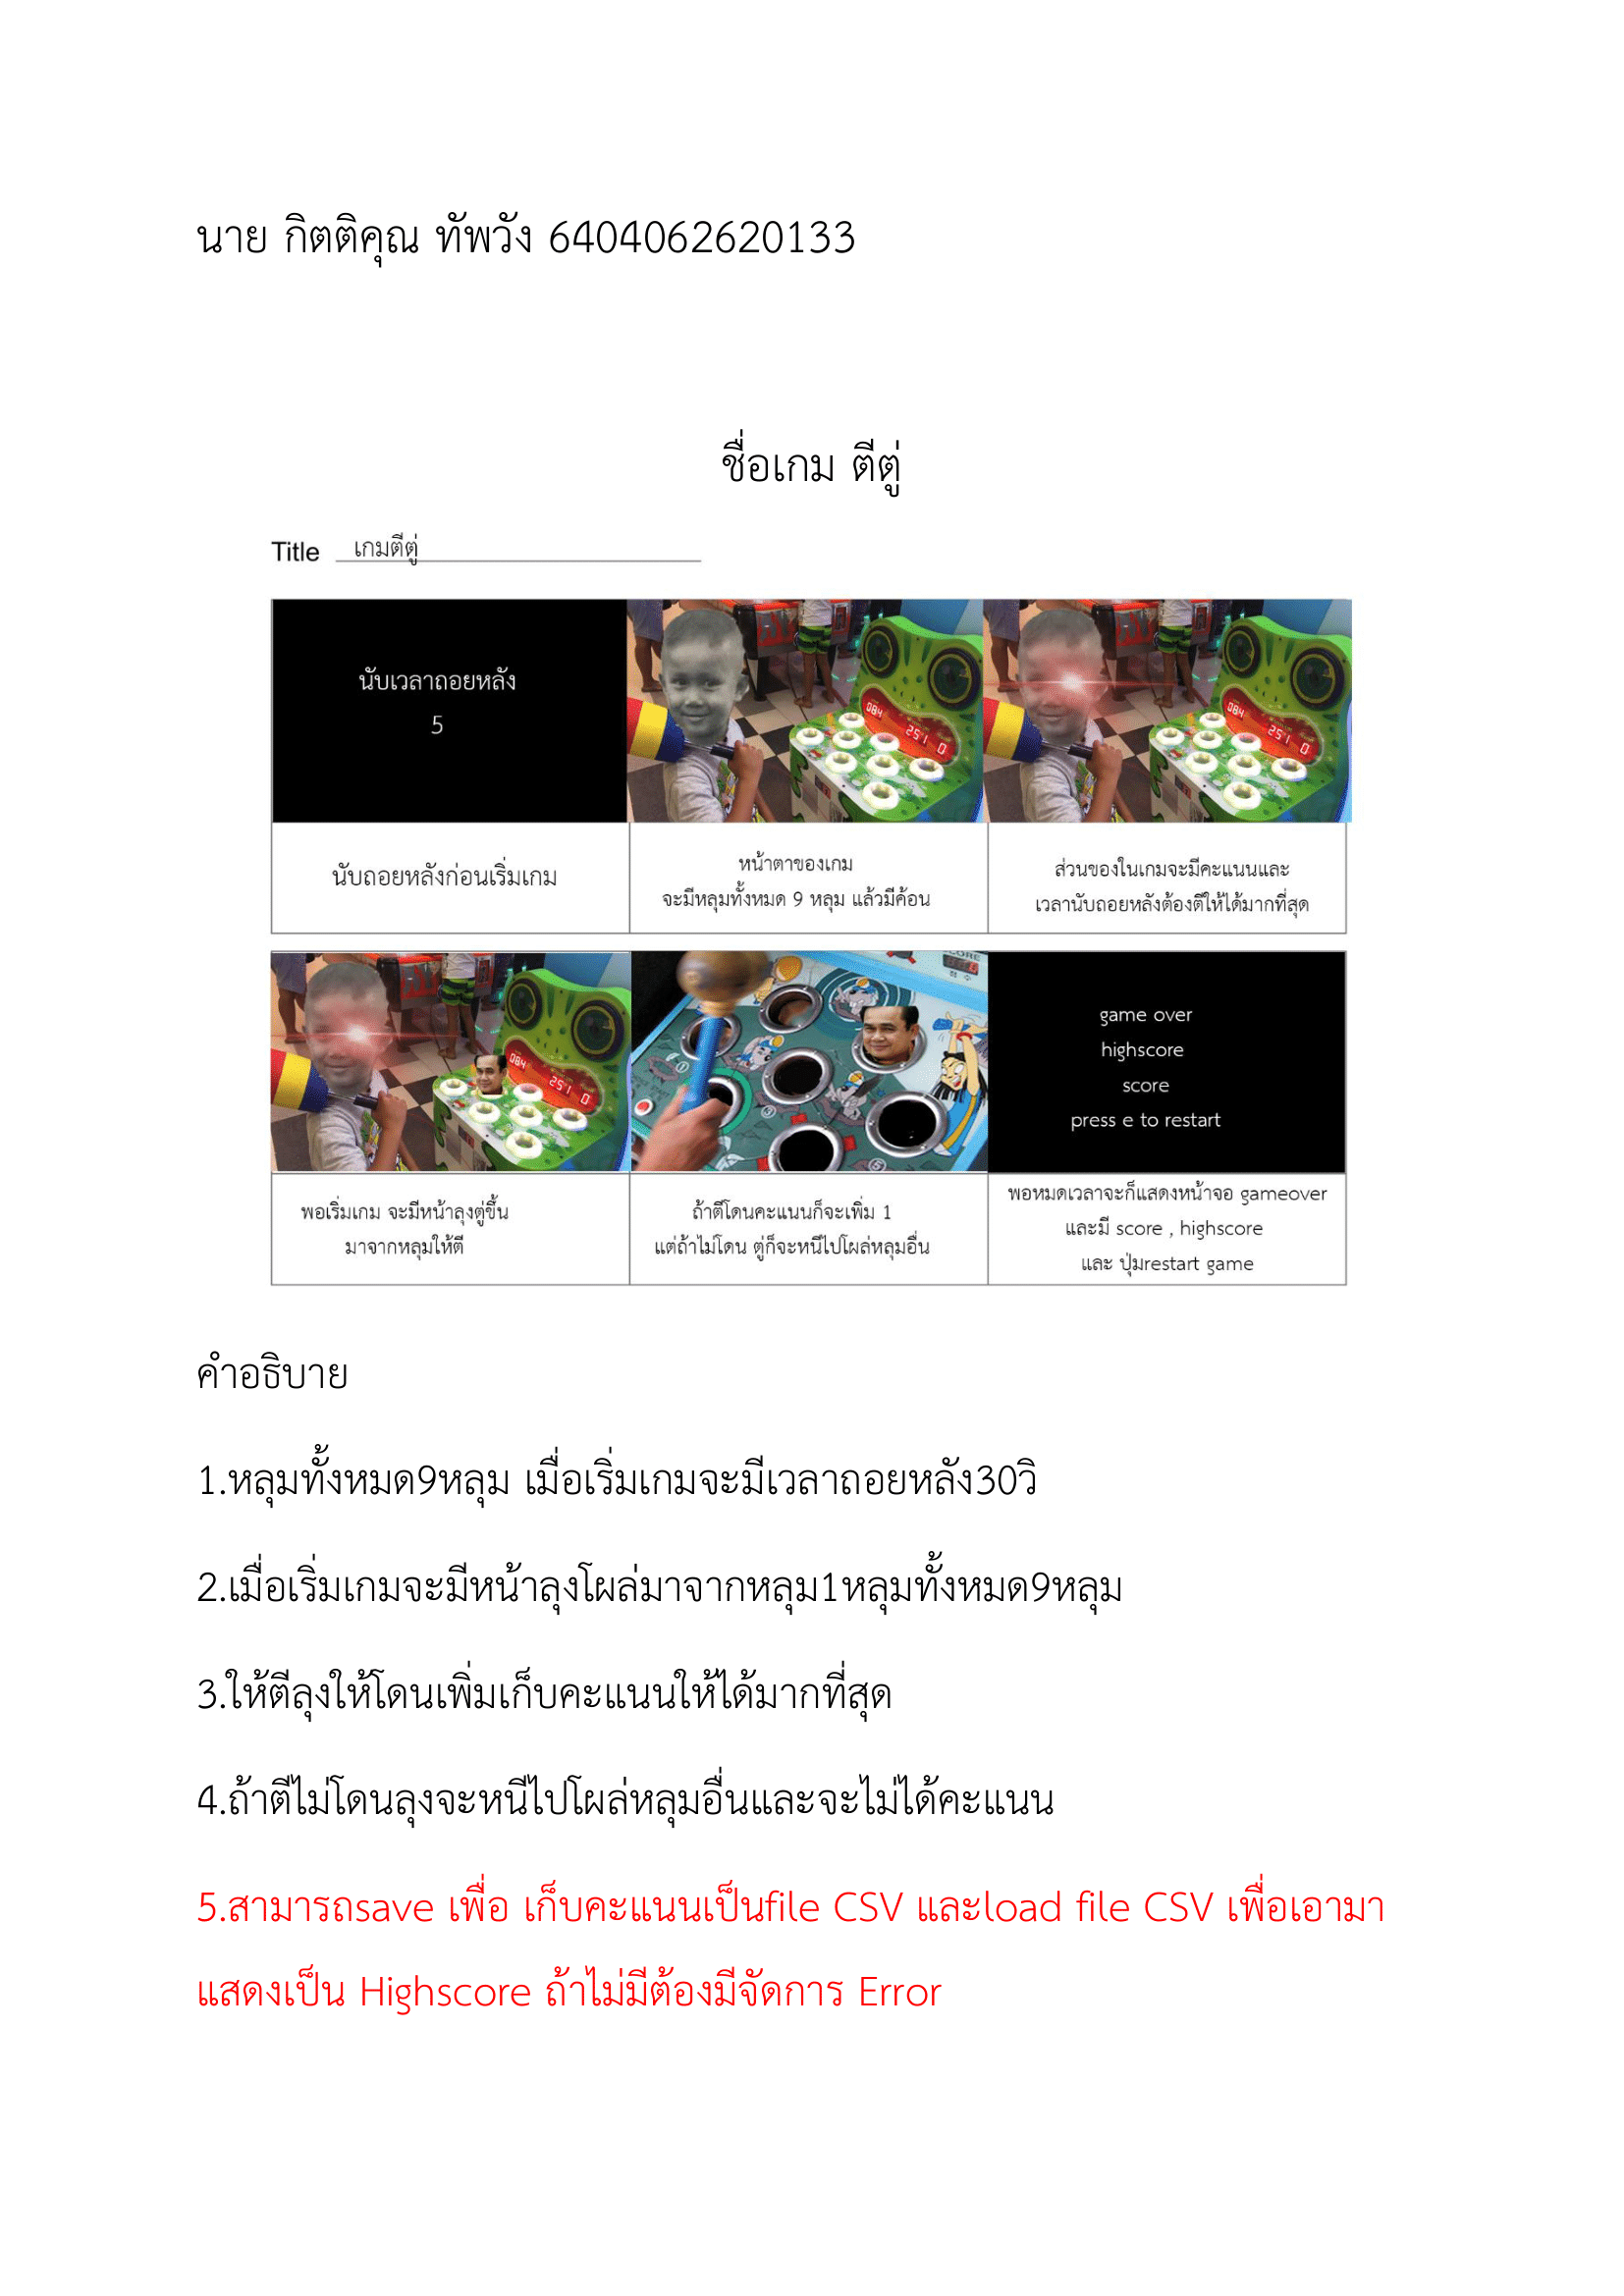 นาย กิตติคุณ ทัพวัง 6404062620133
ชื่อเกม ตีตู่
Title เกมตีตู่
นับเวลาถอยหลัง
5
084
251 0
084
251 0
นับถอยหลังก่อนเริ่มเกม
หน้าตาของเกม
จะมีหลุมทั้งหมด 9 หลุม แล้วมีค้อน
ส่วนของในเกมจะมีคะแนนและ
เวลานับถอยหลังต้องตีให้ได้มากที่สุด
084
251 0
game over
highscore
score
press e to restart
พอเริ่มเกม จะมีหน้าลุงตู่ขึ้น
มาจากหลุมให้ตี
ถ้าตีโดนคะแนนก็จะเพิ่ม 1
แต่ถ้าไม่โดน ตู่ก็จะหนีไปโผล่หลุมอื่น
พอหมดเวลาจะก็แสดงหน้าจอ gameover
และมี score , highscore
และ ปุ่มrestart game
คำอธิบาย
1.หลุมทั้งหมด9หลุม เมื่อเริ่มเกมจะมีเวลาถอยหลัง30วิ
2.เมื่อเริ่มเกมจะมีหน้าลุงโผล่มาจากหลุม1หลุมทั้งหมด9หลุม
3.ให้ตีลุงให้โดนเพิ่มเก็บคะแนนให้ได้มากที่สุด
4.ถ้าตีไม่โดนลุงจะหนีไปโผล่หลุมอื่นและจะไม่ได้คะแนน
5.สามารถsave เพื่อ เก็บคะแนนเป็นfile CSV และload file CSV เพื่อเอามา
แสดงเป็น Highscore ถ้าไม่มีต้องมีจัดการ Error